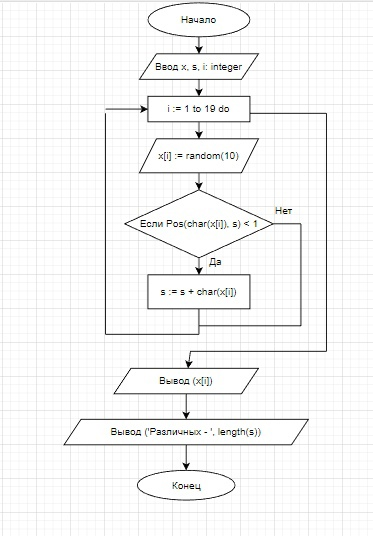 Начало
Ввод x, s, i: integer
i := 1 to 19 do
x[i] := random(10)
Если Pos(char(x[i]), s) < 1
Нет
Да
s := s + char(x[i])
Вывод (x[i])
Вывод ('Различных - ', length(s))
Конец